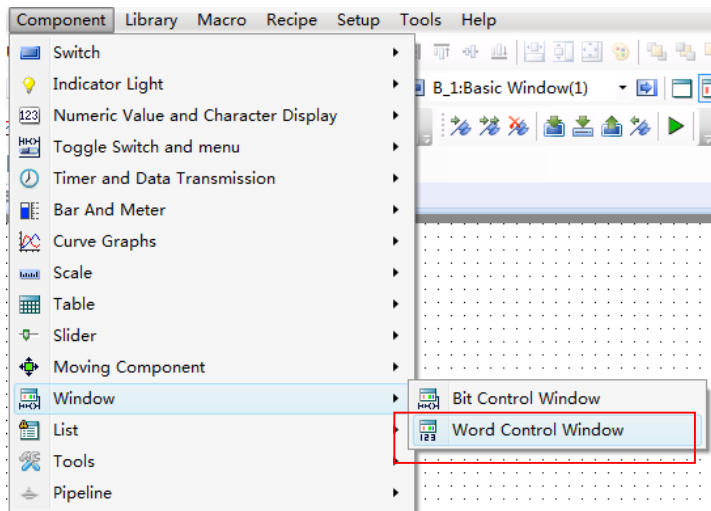 Component Library Macro Recipe Setup Tools Help
Switch
Indicator Light
B_1:Basic Window(1)
123 Numeric Value and Character Display
Toggle Switch and menu
Timer and Data Transmission
Bar And Meter
Curve Graphs
Scale
Table
Slider
Moving Component
Window
Bit Control Window
List
123 Word Control Window
Tools
Pipeline